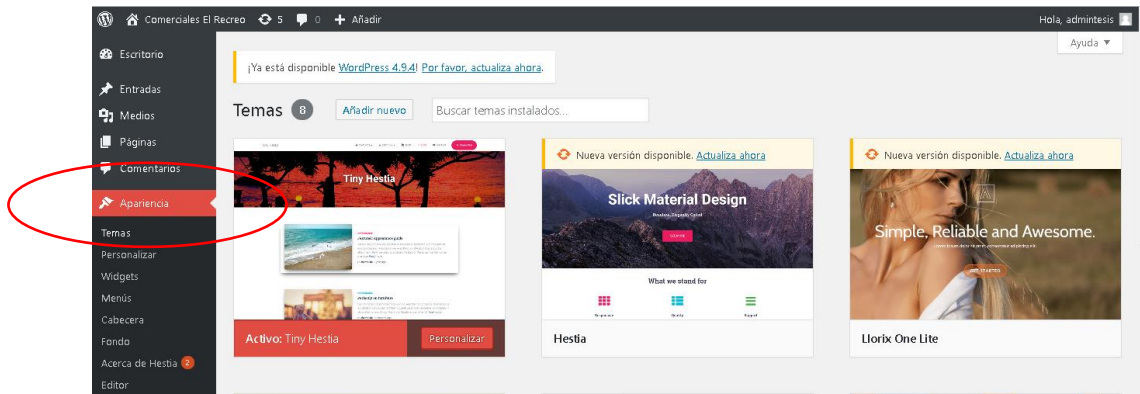 Comerciales El Recreo 5 0 + Añadir Hola, admintesis
Ayuda ▼
Escritorio
Entradas
Medios
Páginas
Comentarios
Apariencia
Temas
Personalizar
Widgets
Menús
Cabecera
Fondo
Acerca de Hestia 2
Editor
¡Ya está disponible WordPress 4.9.4! Por favor, actualiza ahora.
Temas 8 Añadir nuevo Buscar temas instalados...
Tiny Hestia
Activo: Tiny Hestia Personalizar
Nueva versión disponible. Actualiza ahora
Slick Material Design
What we stand for
Hestia
Nueva versión disponible. Actualiza ahora
Simple, Reliable and Awesome.
GET STARTED
Llorix One Lite